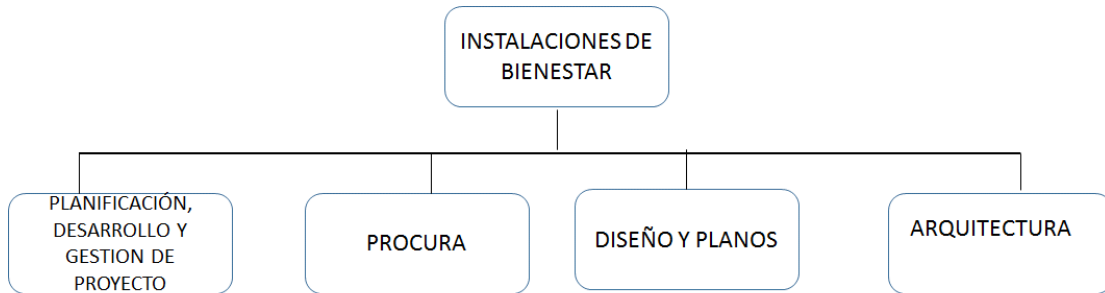 INSTALACIONES DE
BIENESTAR
PLANIFICACIÓN,
DESARROLLO Y
GESTION DE
PROYECTO
PROCURA
DISEÑO Y PLANOS
ARQUITECTURA